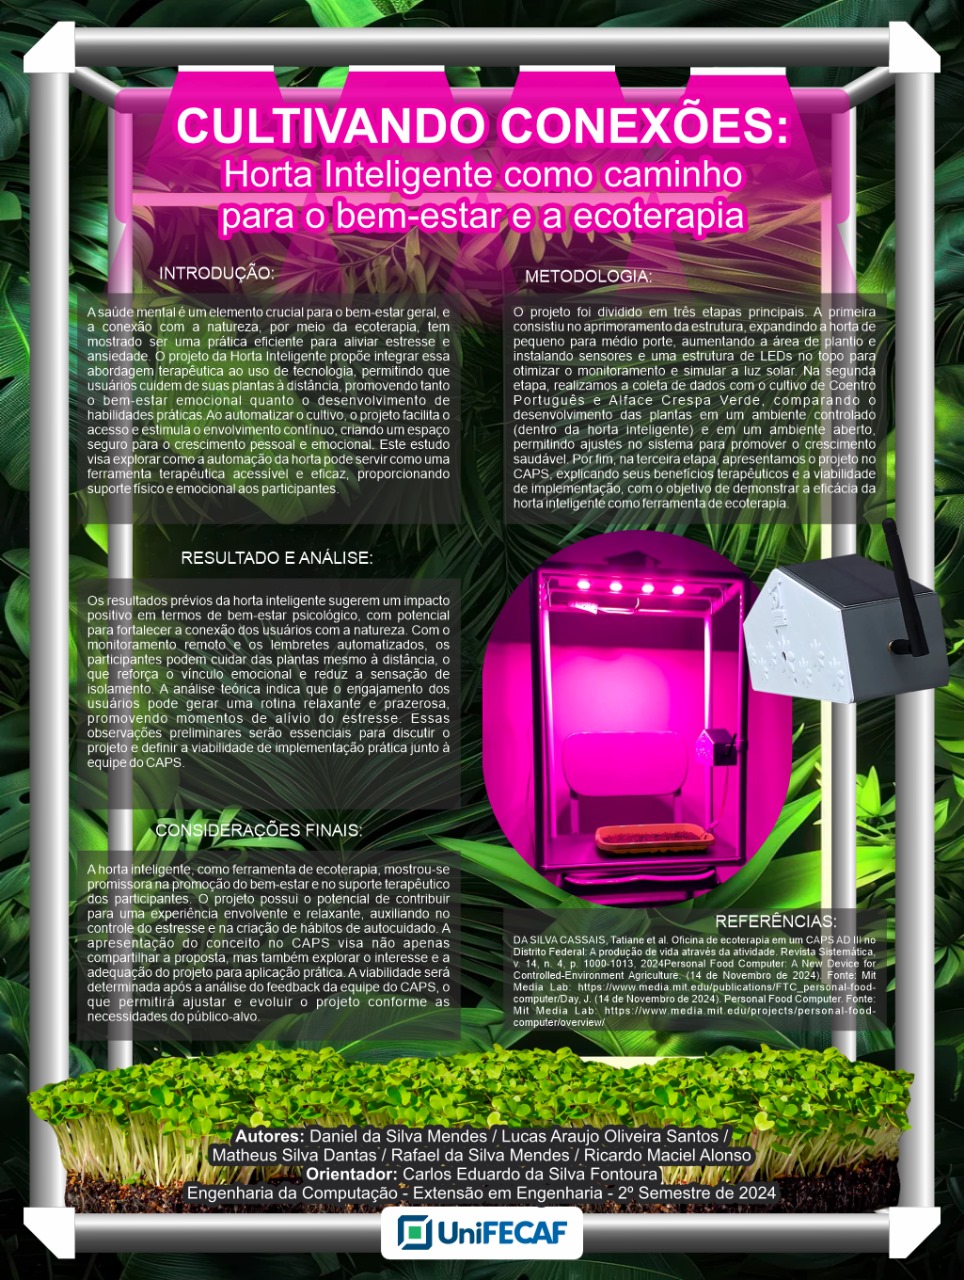 CULTIVANDO CONEXÕES:
Horta Inteligente como caminho
para o bem-estar e a ecoterapia
INTRODUÇÃO:
A saúde mental é um elemento crucial para o bem-estar geral, e
a conexão com a natureza, por meio da ecoterapia, tem
mostrado ser uma prática eficiente para aliviar estresse e
ansiedade. O projeto da Horta Inteligente propõe integrar essa
abordagem terapêutica ao uso de tecnologia, permitindo que
usuários cuidem de suas plantas à distância, promovendo tanto
o bem-estar emocional quanto o desenvolvimento de
habilidades práticas.Ao automatizar o cultivo, o projeto facilita o
acesso e estimula o envolvimento contínuo, criando um espaço
seguro para o crescimento pessoal e emocional. Este estudo
visa explorar como a automação da horta pode servir como uma
ferramenta terapêutica acessível e eficaz, proporcionando
suporte físico e emocional aos participantes.
METODOLOGIA:
O projeto foi dividido em três etapas principais. A primeira
consistiu no aprimoramento da estrutura, expandindo a horta de
pequeno para médio porte, aumentando a área de plantio e
instalando sensores e uma estrutura de LEDs no topo para
otimizar o monitoramento e simular a luz solar. Na segunda
etapa, realizamos a coleta de dados com o cultivo de Coentro
Português e Alface Crespa Verde, comparando o
desenvolvimento das plantas em um ambiente controlado
(dentro da horta inteligente) e em um ambiente aberto,
permitindo ajustes no sistema para promover o crescimento
saudável. Por fim, na terceira etapa, apresentamos o projeto no
CAPS, explicando seus benefícios terapêuticos e a viabilidade
de implementação, com o objetivo de demonstrar a eficácia da
horta inteligente como ferramenta de ecoterapia.
RESULTADO E ANÁLISE:
Os resultados prévios da horta inteligente sugerem um impacto
positivo em termos de bem-estar psicológico, com potencial
para fortalecer a conexão dos usuários com a natureza. Com o
monitoramento remoto e os lembretes automatizados, os
participantes podem cuidar das plantas mesmo à distância, o
que reforça o vínculo emocional e reduz a sensação de
isolamento. A análise teórica indica que o engajamento dos
usuários pode gerar uma rotina relaxante e prazerosa,
promovendo momentos de alívio do estresse. Essas
observações preliminares serão essenciais para discutir o
projeto e definir a viabilidade de implementação prática junto à
equipe do CAPS.
CONSIDERAÇÕES FINAIS:
A horta inteligente, como ferramenta de ecoterapia, mostrou-se
promissora na promoção do bem-estar e no suporte terapêutico
dos participantes. O projeto possui o potencial de contribuir
para uma experiência envolvente e relaxante, auxiliando no
controle do estresse e na criação de hábitos de autocuidado. A
apresentação do conceito no CAPS visa não apenas
compartilhar a proposta, mas também explorar o interesse e a
adequação do projeto para aplicação prática. A viabilidade será
determinada após a análise do feedback da equipe do CAPS, o
que permitirá ajustar e evoluir o projeto conforme as
necessidades do público-alvo.
REFERÊNCIAS:
DA SILVA CASSAIS, Tatiane et al. Oficina de ecoterapia em um CAPS AD III no
Distrito Federal: A produção de vida através da atividade. Revista Sistemática,
v. 14, n. 4, p. 1000-1013, 2024Personal Food Computer: A New Device for
Controlled-Environment Agriculture. (14 de Novembro de 2024). Fonte: Mit
Media Lab: https://www.media.mit.edu/publications/FTC_personal-food-
computer/Day, J. (14 de Novembro de 2024). Personal Food Computer. Fonte:
Mit Media Lab: https://www.media.mit.edu/projects/personal-food-
computer/overview/
Autores: Daniel da Silva Mendes / Lucas Araujo Oliveira Santos /
Matheus Silva Dantas / Rafael da Silva Mendes / Ricardo Maciel Alonso
Orientador: Carlos Eduardo da Silva Fontoura
Engenharia da Computação - Extensão em Engenharia - 2º Semestre de 2024
UniFECAF